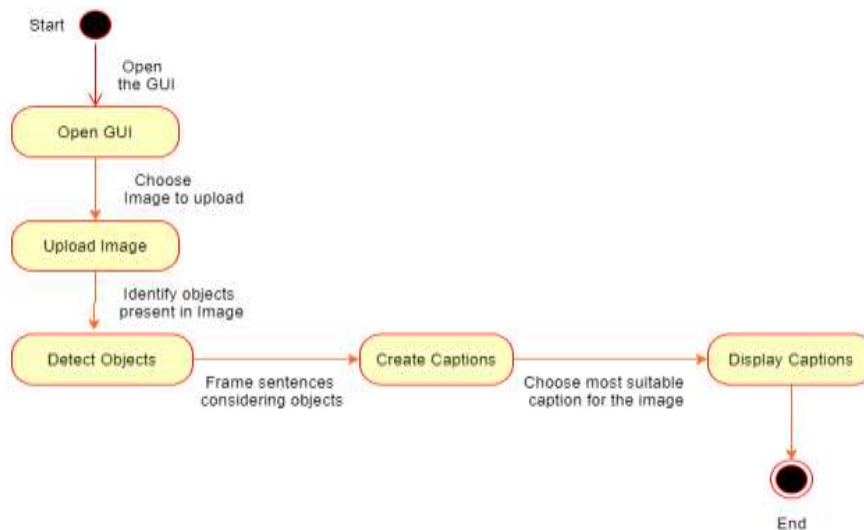 Start
Open
the GUI
Open GUI
Choose
Image to upload
Upload Image
Identify objects
present in Image
Detect Objects
Frame sentences
considering objects
Create Captions
Choose most suitable
caption for the image
Display Captions
End